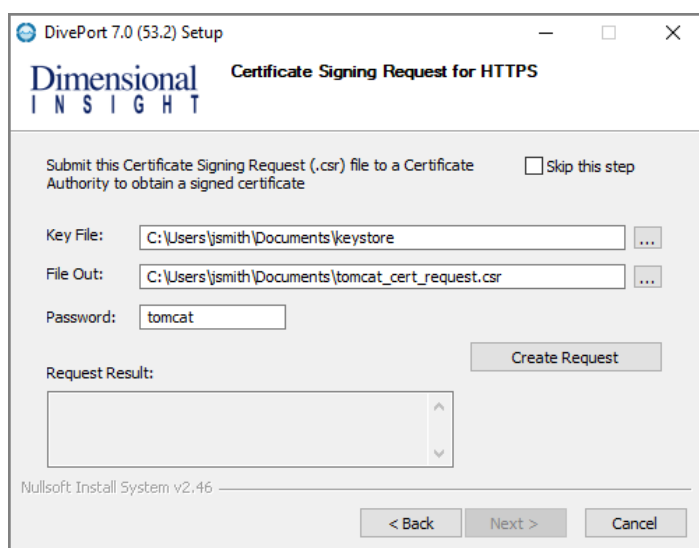 DivePort 7.0 (53.2) Setup
Dimensional
INSIGHT
Certificate Signing Request for HTTPS
Submit this Certificate Signing Request (.csr) file to a Certificate
Authority to obtain a signed certificate
Skip this step
Key File: C:\Users\jsmith\Documents\keystore ...
File Out: C:\Users\jsmith\Documents\tomcat_cert_request.csr ...
Password: tomcat
Create Request
Request Result:
Nullsoft Install System v2.46
< Back Next > Cancel